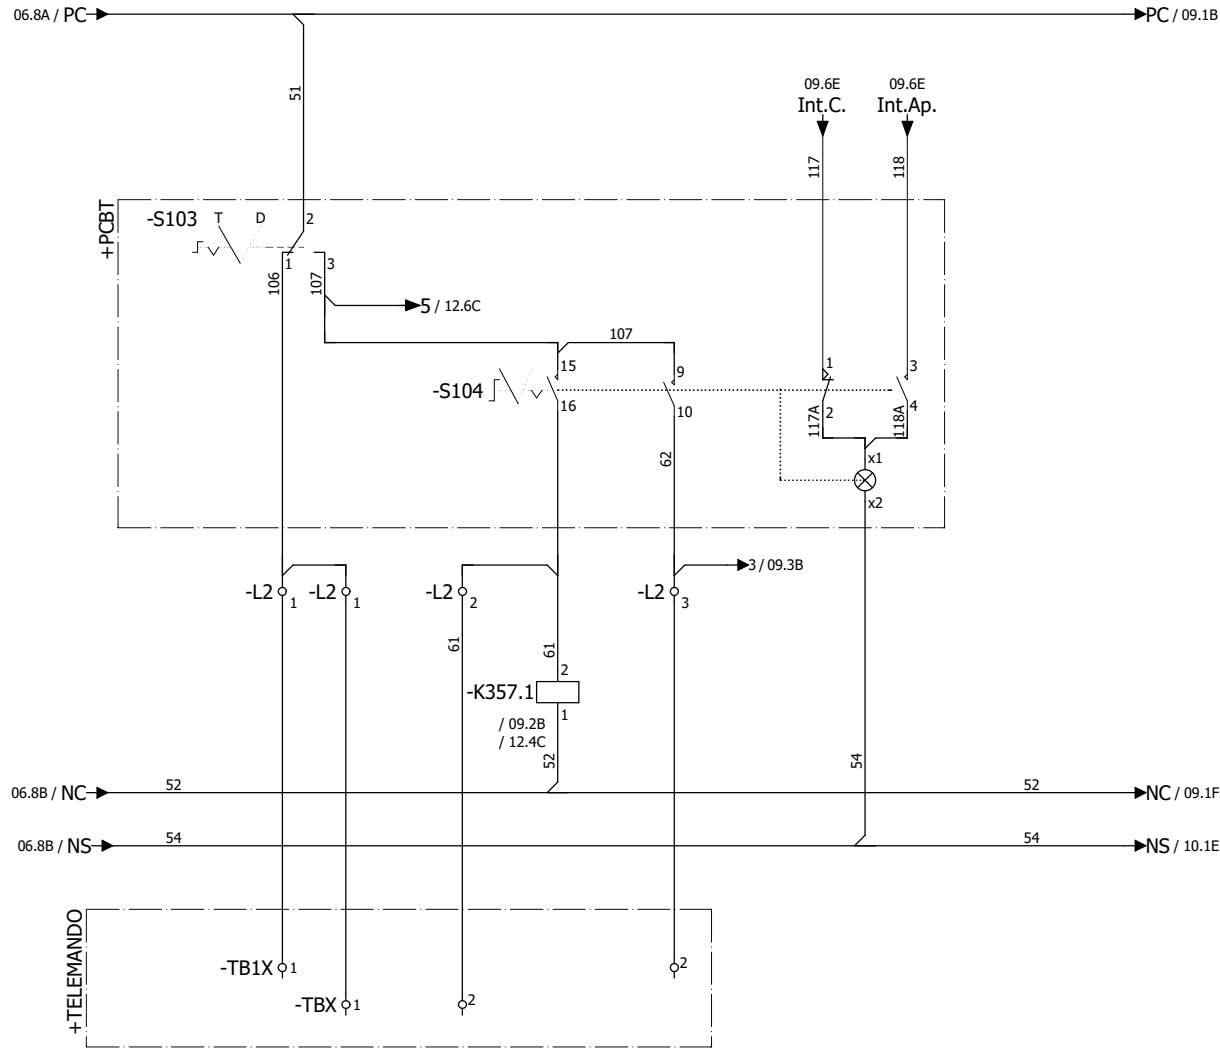 06.8A / PC
PC / 09.1B
51
09.6E
Int.C.
09.6E
Int.Ap.
117
118
+PCBT
-S103
T
D
2
1
3
106
107
5 / 12.6C
107
-S104
15
16
9
10
1
2
3
4
117A
118A
62
x1
x2
3 / 09.3B
-L2
1
-L2
1
-L2
2
-L2
3
61
61
2
-K357.1
1
/ 09.2B
/ 12.4C
52
54
06.8B / NC
52
52
NC / 09.1F
06.8B / NS
54
54
NS / 10.1E
+TELEMANDO
-TB1X
1
2
-TBX
1
2